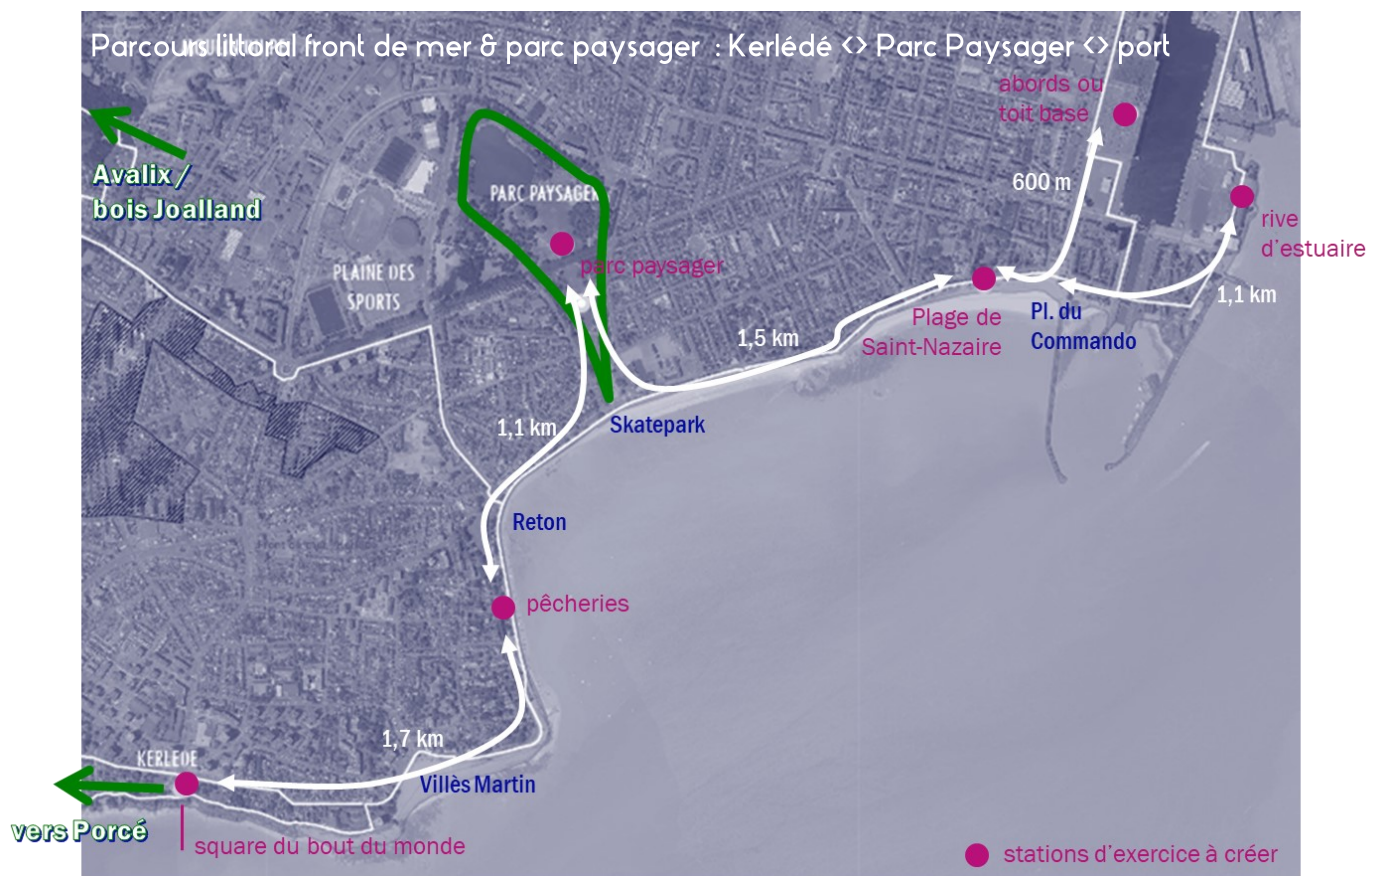 Parcours littoral front de mer & parc paysager : Kerlédé <> Parc Paysager <> port
abords ou
toit base
Avalix /
bois Joalland
600 m
PARC PAYSAGER
rive
d'estuaire
parc paysager
PLAINE DES
SPORTS
1,1 km
Plage de
Saint-Nazaire
Pl. du
Commando
1,5 km
1,1 km
Skatepark
Reton
pêcheries
1,7 km
KERLEDE
Villès Martin
vers Porcé
square du bout du monde
stations d'exercice à créer